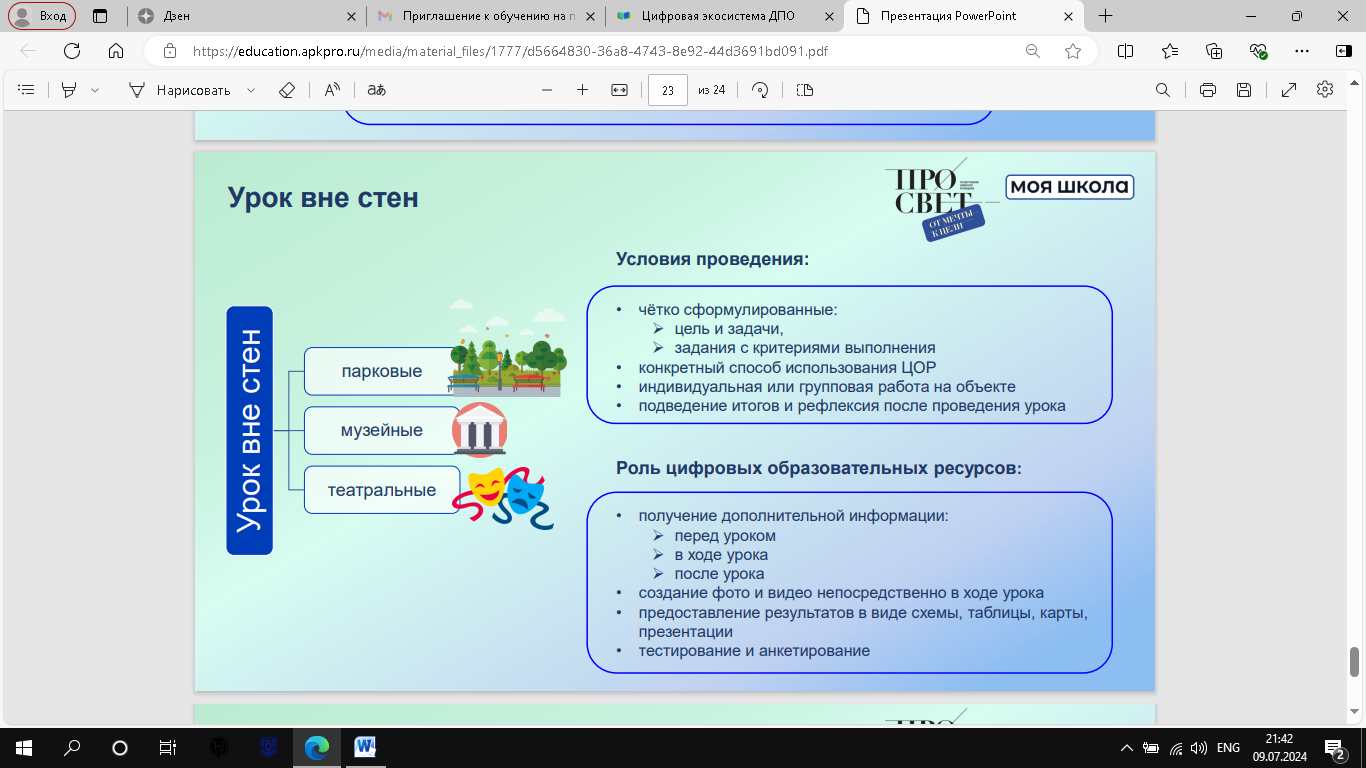 Вход
Дзен
Приглашение к обучению на п
Цифровая экосистема ДПО
Презентация PowerPoint
https://education.apkpro.ru/media/material_files/1777/d5664830-36a8-4743-8e92-44d3691bd091.pdf
Нарисовать
аあ
23 из 24
Урок вне стен
ПРО
СВЕТ
ОТ МЕЧТЫ
К ЦЕЛИ
МОЯ ШКОЛА
Урок вне стен
парковые
музейные
театральные
Условия проведения:
• чётко сформулированные:
➢ цель и задачи,
➢ задания с критериями выполнения
• конкретный способ использования ЦОР
• индивидуальная или групповая работа на объекте
• подведение итогов и рефлексия после проведения урока
Роль цифровых образовательных ресурсов:
• получение дополнительной информации:
➢ перед уроком
➢ в ходе урока
➢ после урока
• создание фото и видео непосредственно в ходе урока
• предоставление результатов в виде схемы, таблицы, карты,
презентации
• тестирование и анкетирование
ENG
21:42
09.07.2024
2